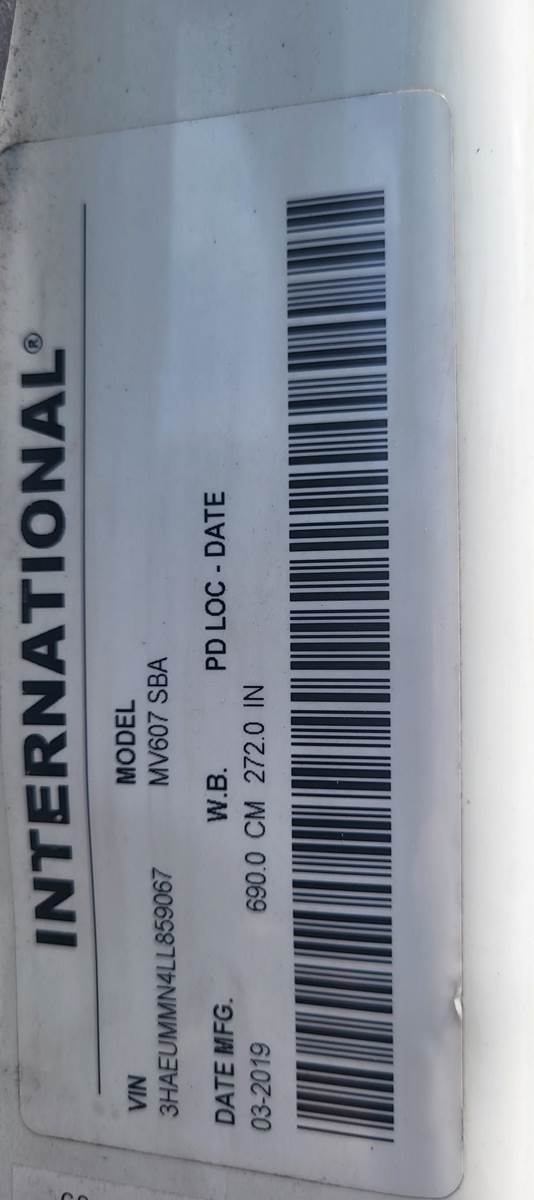 INTERNATIONAL®
VIN MODEL
3HAEUMMN4LL859067 MV607 SBA
DATE MFG. W.B. PD LOC - DATE
03-2019 690.0 CM 272.0 IN